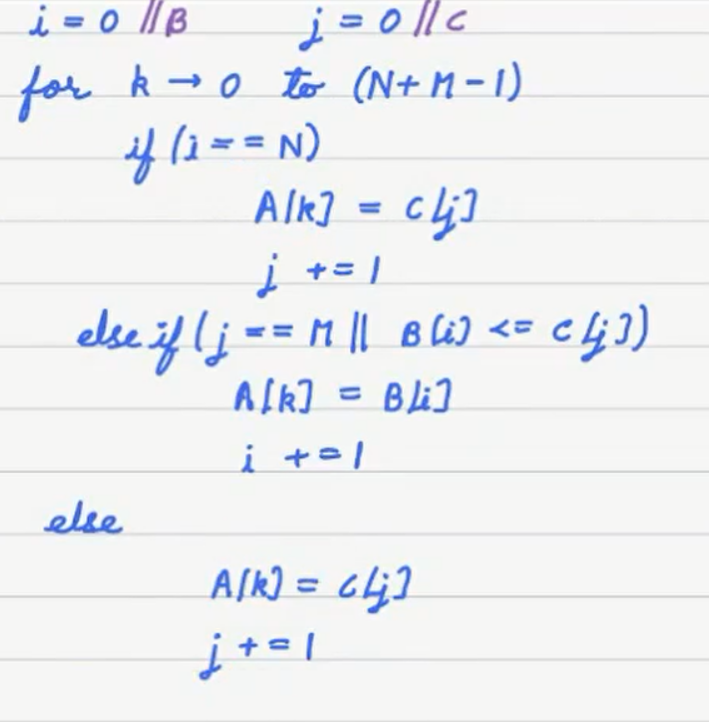 i = 0 //B j = 0 //C
for k → 0 to (N+M-1)
if (i == N)
A[k] = C[j]
j += 1
else if (j == M || B[i] <= C[j])
A[k] = B[i]
i += 1
else
A[k] = C[j]
j += 1